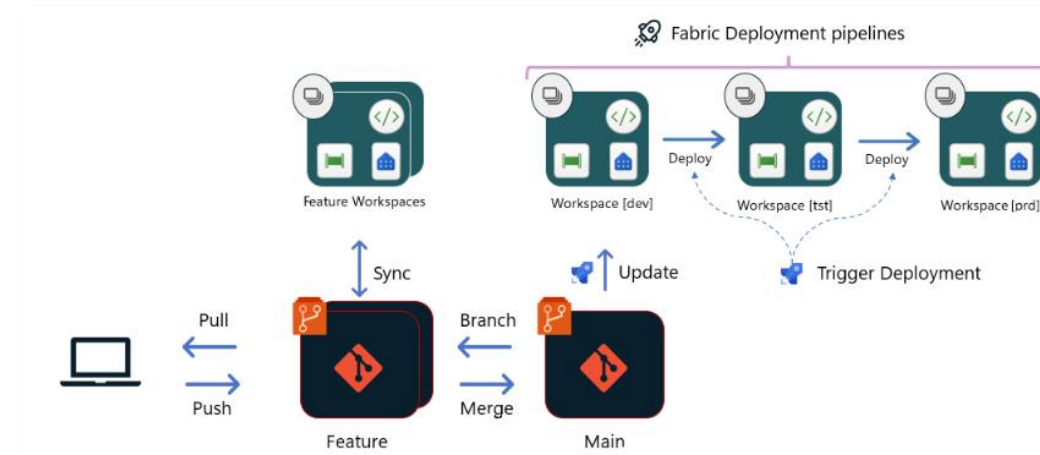 Fabric Deployment pipelines
</>
</>
</>
</>
Deploy
Deploy
Feature Workspaces
Workspace [dev]
Workspace [tst]
Workspace [prd]
Sync
Update
Trigger Deployment
Pull
Branch
Push
Merge
Feature
Main